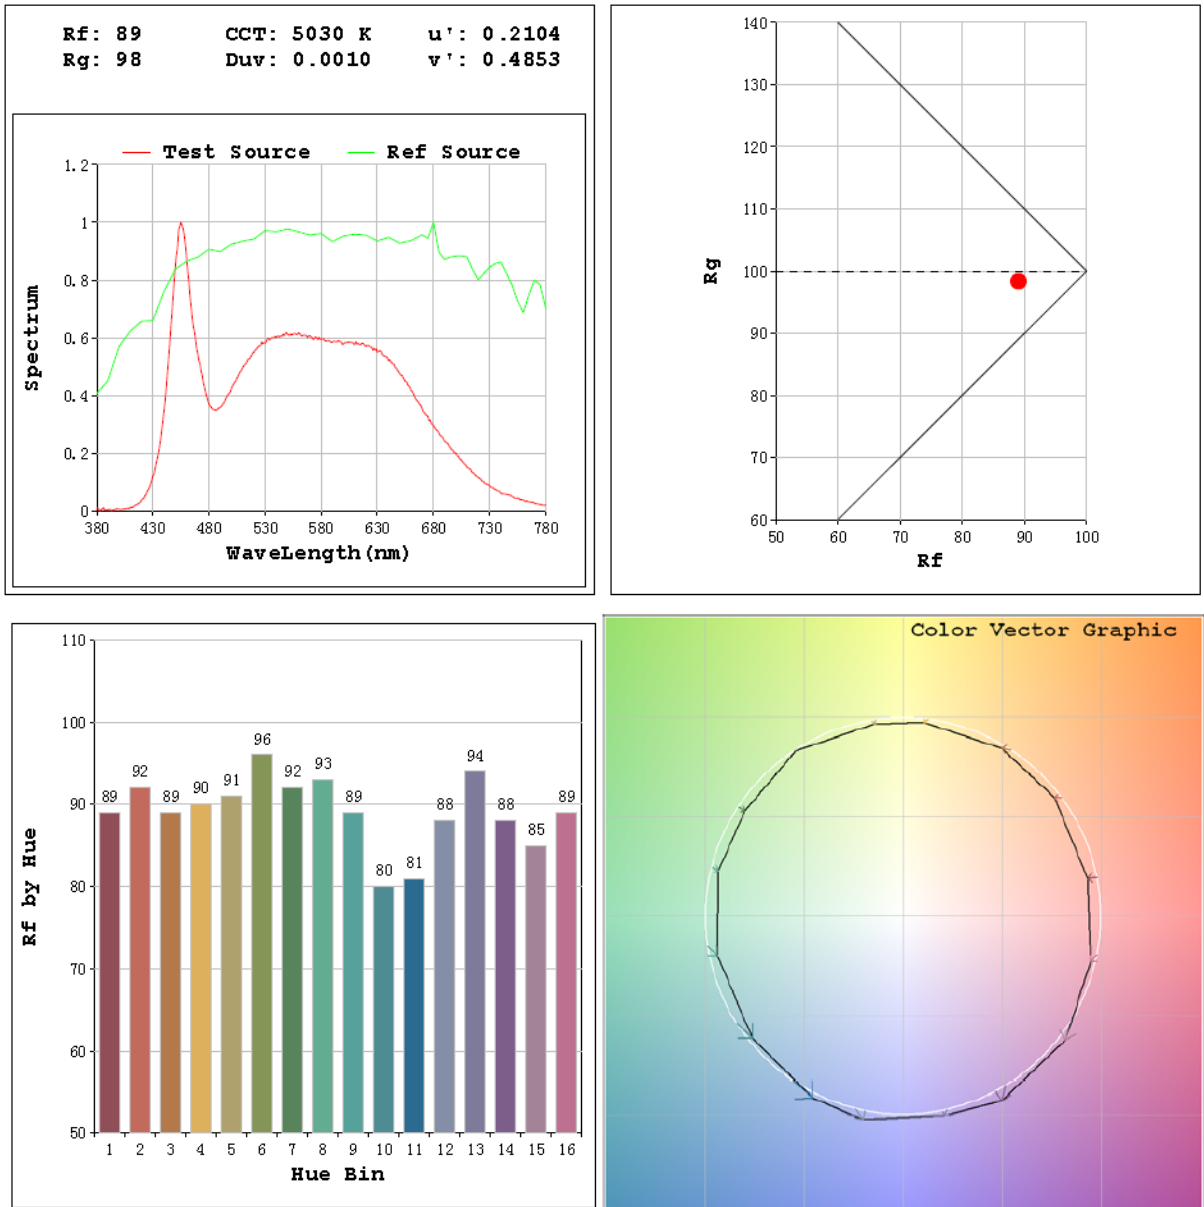 Rf: 89 CCT: 5030 K u': 0.2104
Rg: 98 Duv: 0.0010 v': 0.4853
Test Source Ref Source
1.2
1
0.8
0.6
0.4
0.2
0
Spectrum
380 430 480 530 580 630 680 730 780
WaveLength(nm)
140
130
120
110
100
90
80
70
60
Rg
50 60 70 80 90 100
Rf
110
100
90
80
70
60
50
Rf by Hue
89 92 89 90 91 96 92 93 89 80 81 88 94 88 85 89
1 2 3 4 5 6 7 8 9 10 11 12 13 14 15 16
Hue Bin
Color Vector Graphic